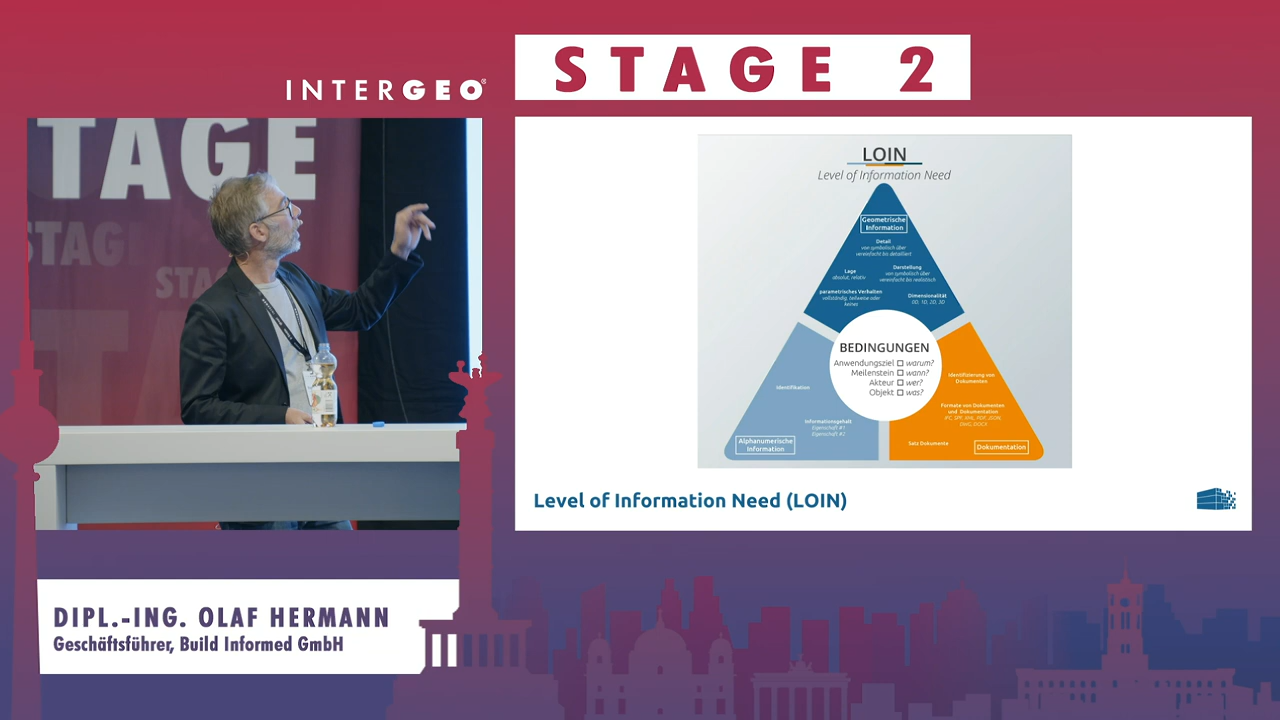 INTERGEO®
STAGE 2
TAGE
STAG
STA
DIPL.-ING. OLAF HERMANN
Geschäftsführer, Build Informed GmbH
LOIN
Level of Information Need
Geometrische
Information
Detail
von symbolisch über
vereinfacht bis detailliert
Lage
absolut, relativ
Darstellung
von symbolisch über
vereinfacht bis realistisch
parametrisches Verhalten
vollständig, teilweise oder
keines
Dimensionalität
0D, 1D, 2D, 3D
BEDINGUNGEN
Anwendungsziel ☐ warum?
Meilenstein ☐ wann?
Akteur ☐ wer?
Objekt ☐ was?
Identifikation
Informationsgehalt
Eigenschaft #1
Eigenschaft #2
Alphanumerische
Information
Identifizierung von
Dokumenten
Formate von Dokumenten
und Dokumentation
IFC, SPF, XML, PDF, JSON,
DWG, DOCX
Satz Dokumente
Dokumentation
Level of Information Need (LOIN)